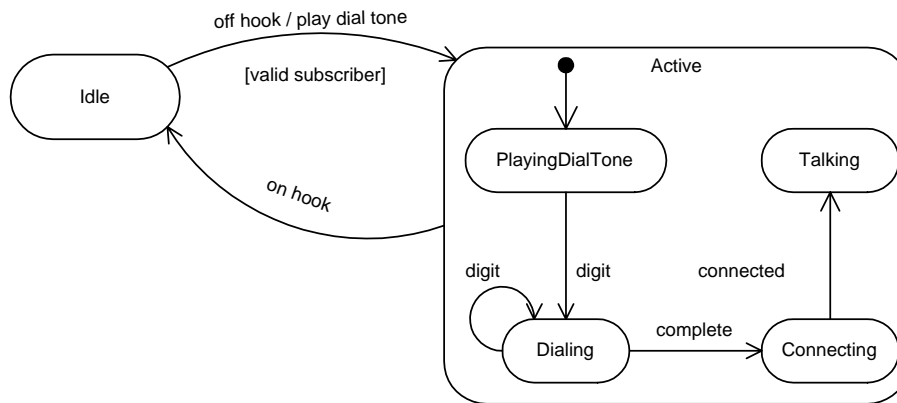 off hook / play dial tone
[valid subscriber]
Idle
Active
PlayingDialTone
Talking
on hook
digit
digit
connected
complete
Dialing
Connecting